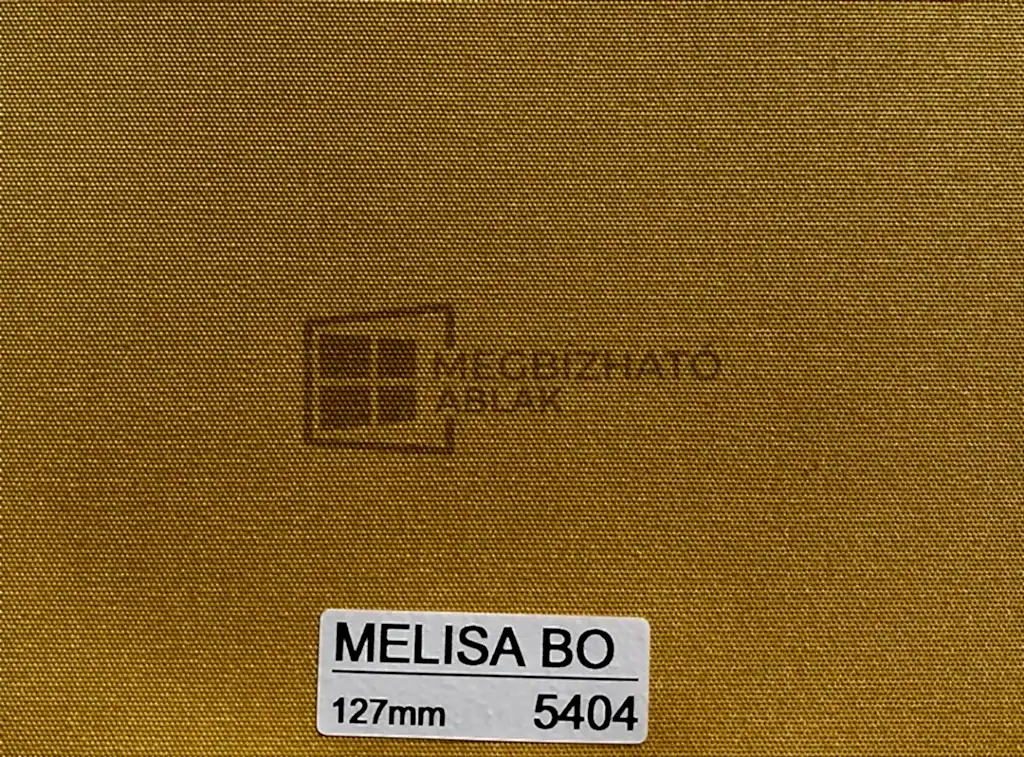 MEGBÍZHATÓ
ABLAK
MELISA BO
127mm 5404